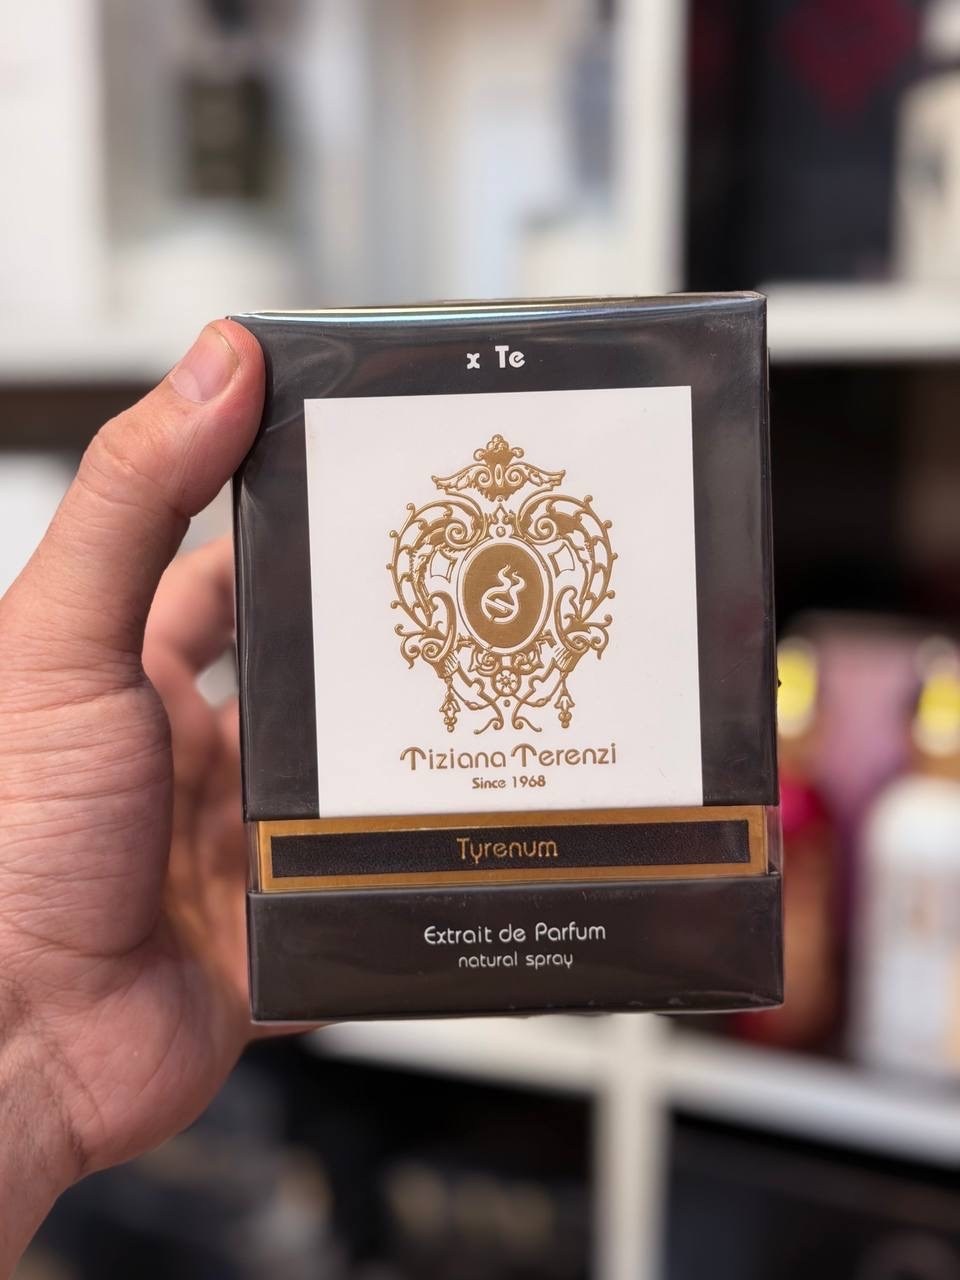 x Te
Tiziana Terenzi
Since 1968
Tyrenum
Extrait de Parfum
natural spray